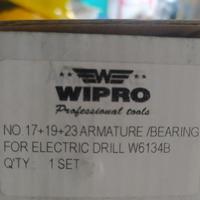 WIPRO
Professional tools
NO 17+19+23 ARMATURE /BEARING
FOR ELECTRIC DRILL W6134B
Q'TY: 1 SET